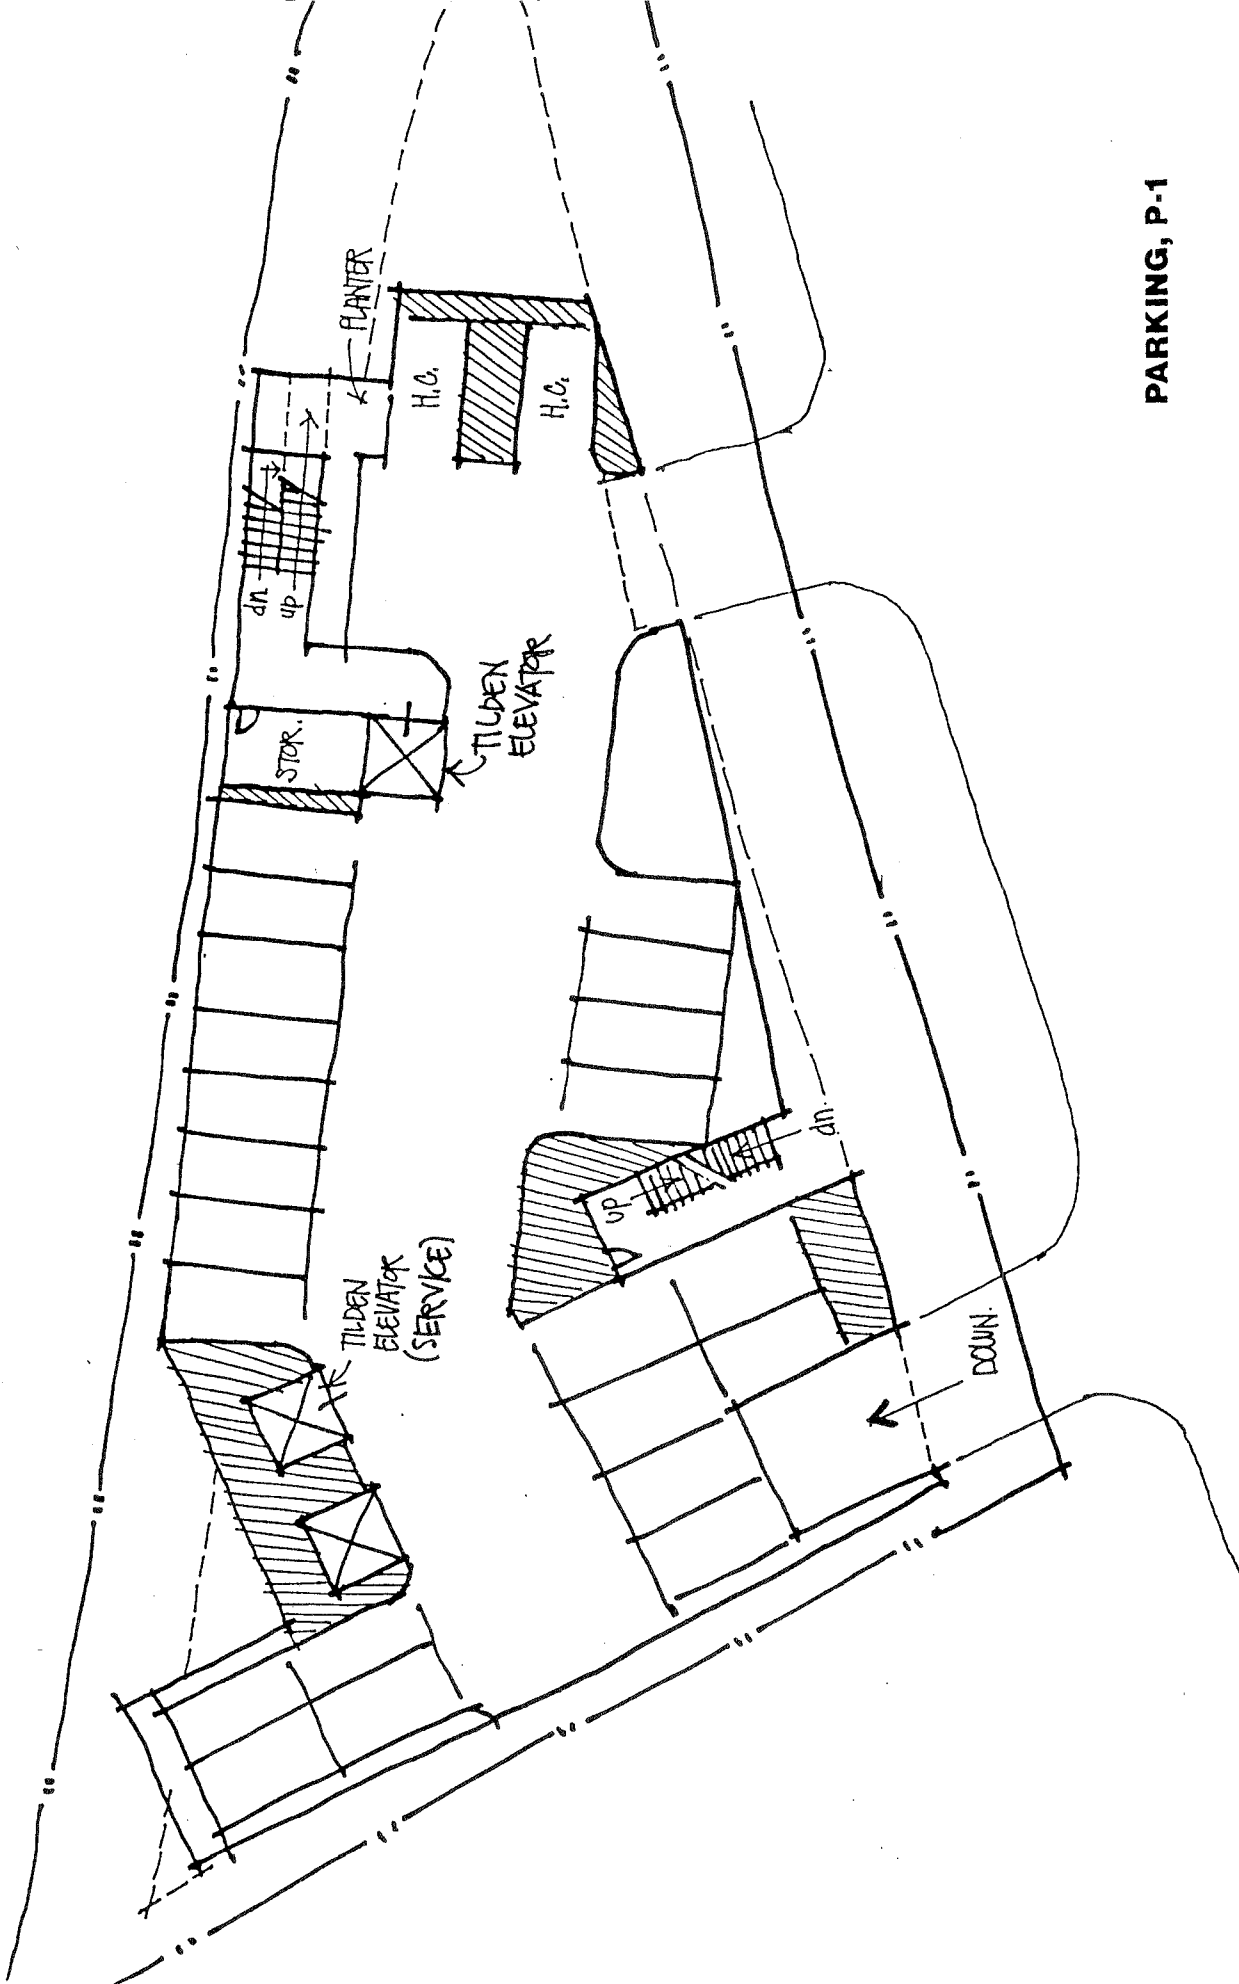 PLANTER
H.C.
H.C.
dn.
up
STOR.
TILDEN
ELEVATOR
TILDEN
ELEVATOR
(SERVICE)
UP
dn.
DOWN.
PARKING, P-1